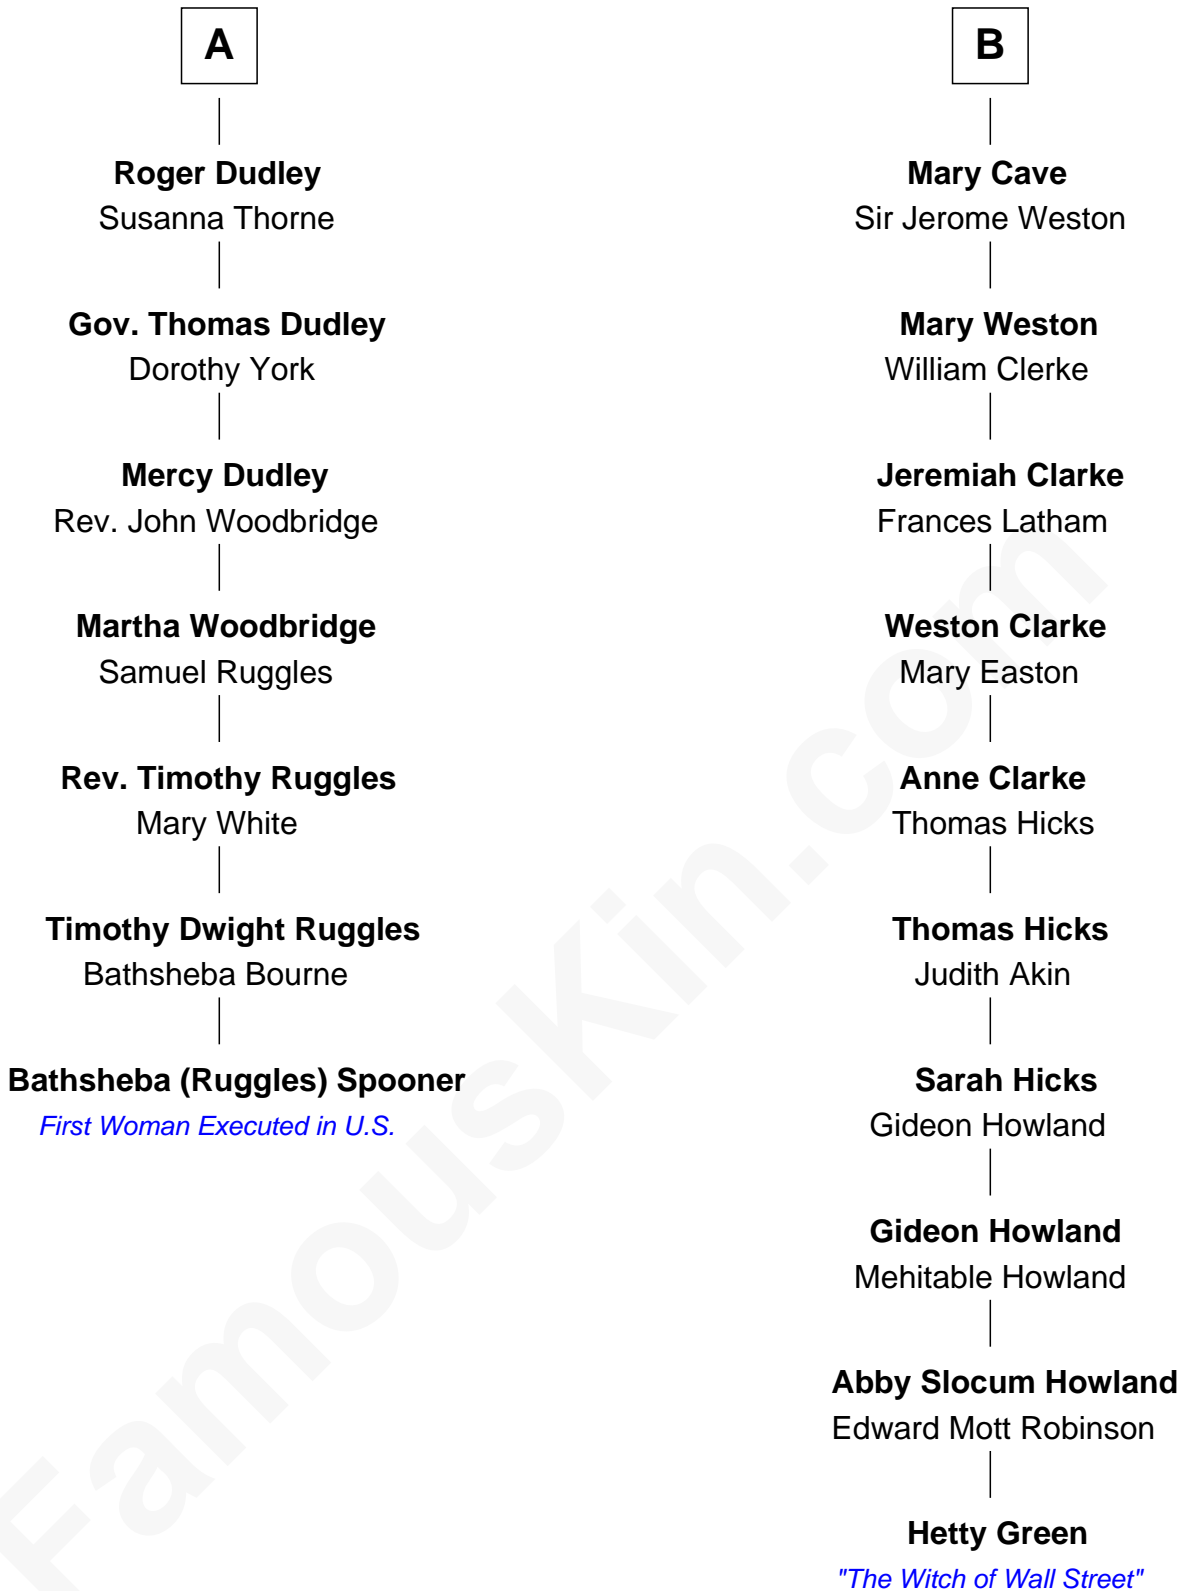 A
Roger Dudley
Susanna Thorne
Gov. Thomas Dudley
Dorothy York
Mercy Dudley
Rev. John Woodbridge
Martha Woodbridge
Samuel Ruggles
Rev. Timothy Ruggles
Mary White
Timothy Dwight Ruggles
Bathsheba Bourne
Bathsheba (Ruggles) Spooner
First Woman Executed in U.S.
B
Mary Cave
Sir Jerome Weston
Mary Weston
William Clerke
Jeremiah Clarke
Frances Latham
Weston Clarke
Mary Easton
Anne Clarke
Thomas Hicks
Thomas Hicks
Judith Akin
Sarah Hicks
Gideon Howland
Gideon Howland
Mehitable Howland
Abby Slocum Howland
Edward Mott Robinson
Hetty Green
"The Witch of Wall Street"
FamousKin.com